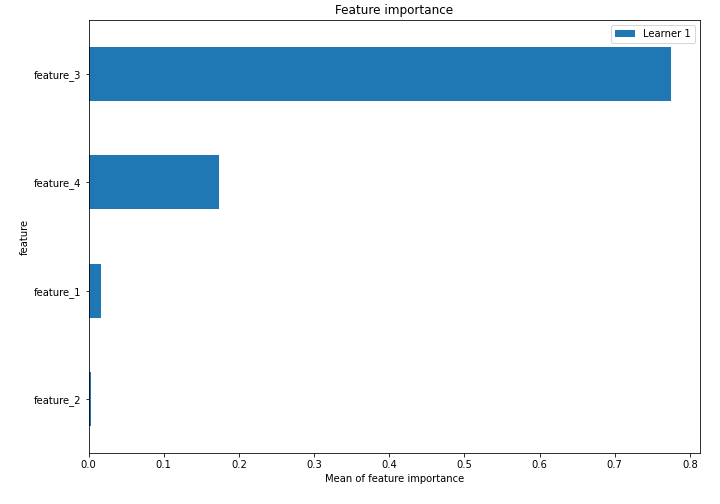 Feature importance
Learner 1
feature_3
feature_4
feature_1
feature_2
feature
0.0 0.1 0.2 0.3 0.4 0.5 0.6 0.7 0.8
Mean of feature importance